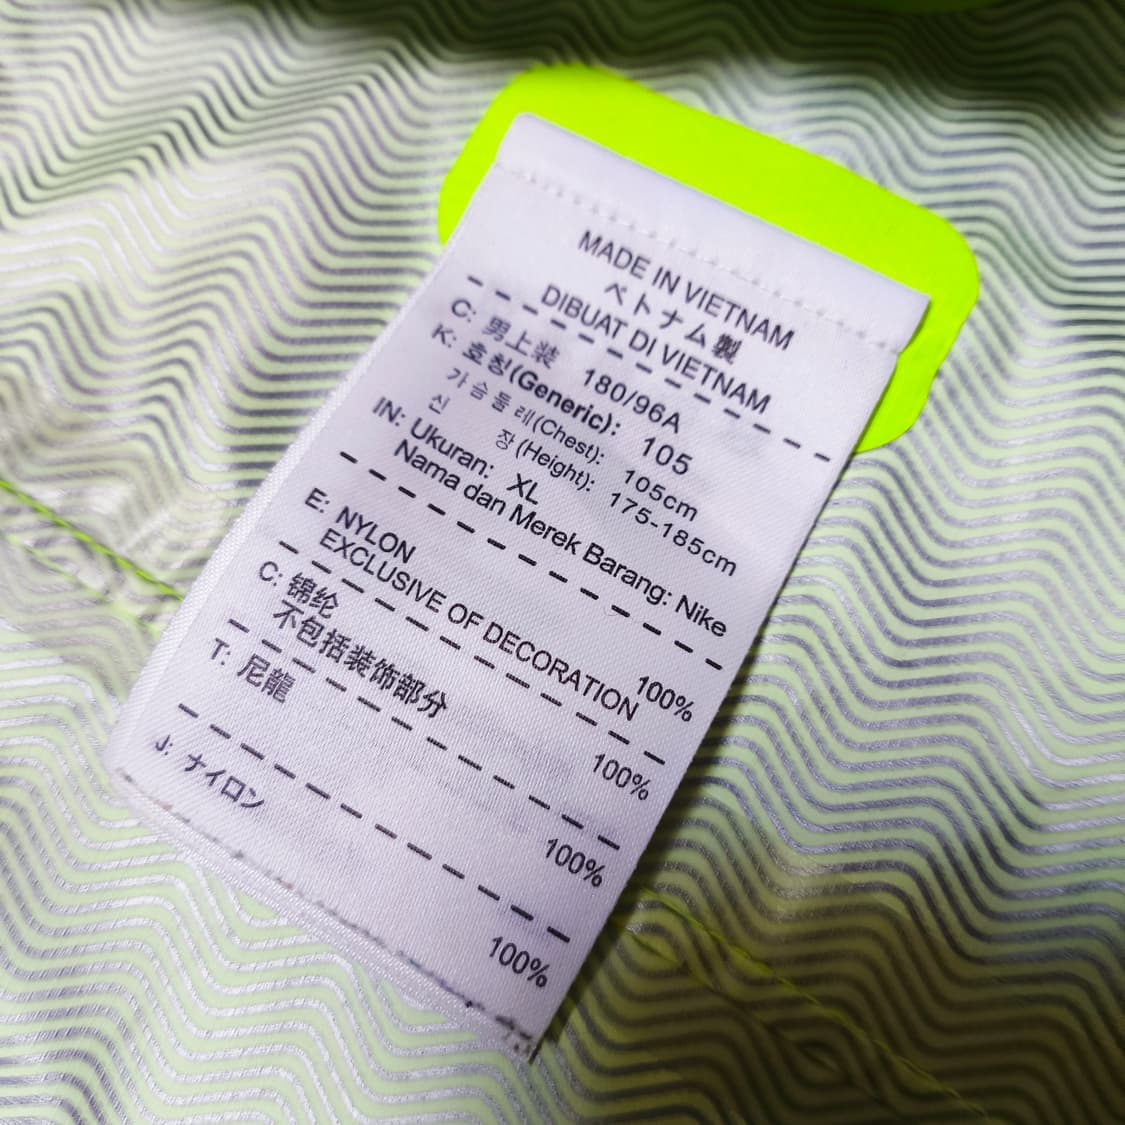 MADE IN VIETNAM
ベトナム製
DIBUAT DI VIETNAM
C: 男上装 180/96A
K: 호칭(Generic): 105
가슴둘레(Chest): 105cm
신 장(Height): 175-185cm
IN: Ukuran: XL
Nama dan Merek Barang: Nike
E: NYLON 100%
EXCLUSIVE OF DECORATION
C: 锦纶 100%
不包括装饰部分
T: 尼龍 100%
J: ナイロン 100%